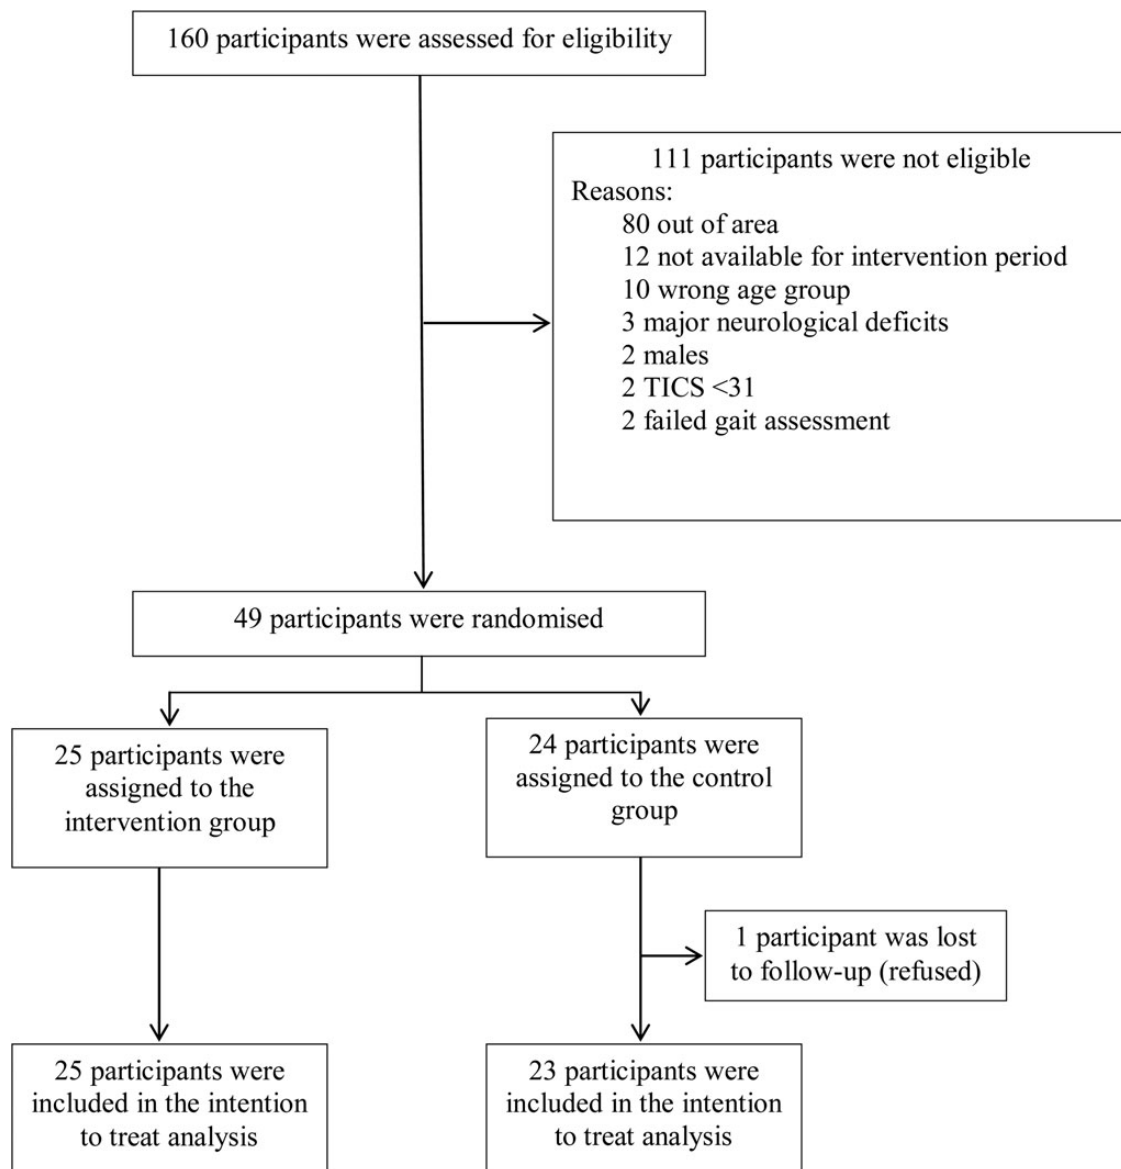 160 participants were assessed for eligibility
111 participants were not eligible
Reasons:
80 out of area
12 not available for intervention period
10 wrong age group
3 major neurological deficits
2 males
2 TICS <31
2 failed gait assessment
49 participants were randomised
25 participants were
assigned to the
intervention group
24 participants were
assigned to the control
group
1 participant was lost
to follow-up (refused)
25 participants were
included in the intention
to treat analysis
23 participants were
included in the intention
to treat analysis